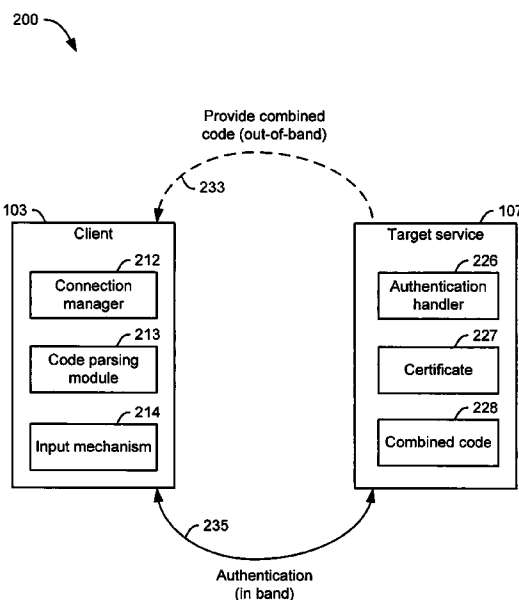 200
Provide combined
code (out-of-band)
233
103
107
Client
Target service
212
Connection
manager
226
Authentication
handler
213
Code parsing
module
227
Certificate
214
Input mechanism
228
Combined code
235
Authentication
(in band)